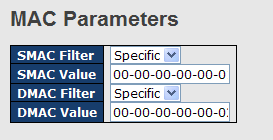 MAC Parameters
SMAC Filter Specific
SMAC Value 00-00-00-00-00-0
DMAC Filter Specific
DMAC Value 00-00-00-00-00-0